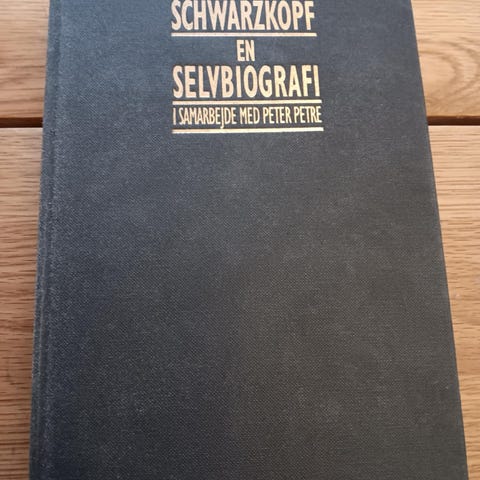 SCHWARZKOPF
EN
SELVBIOGRAFI
I SAMARBEJDE MED PETER PETRE